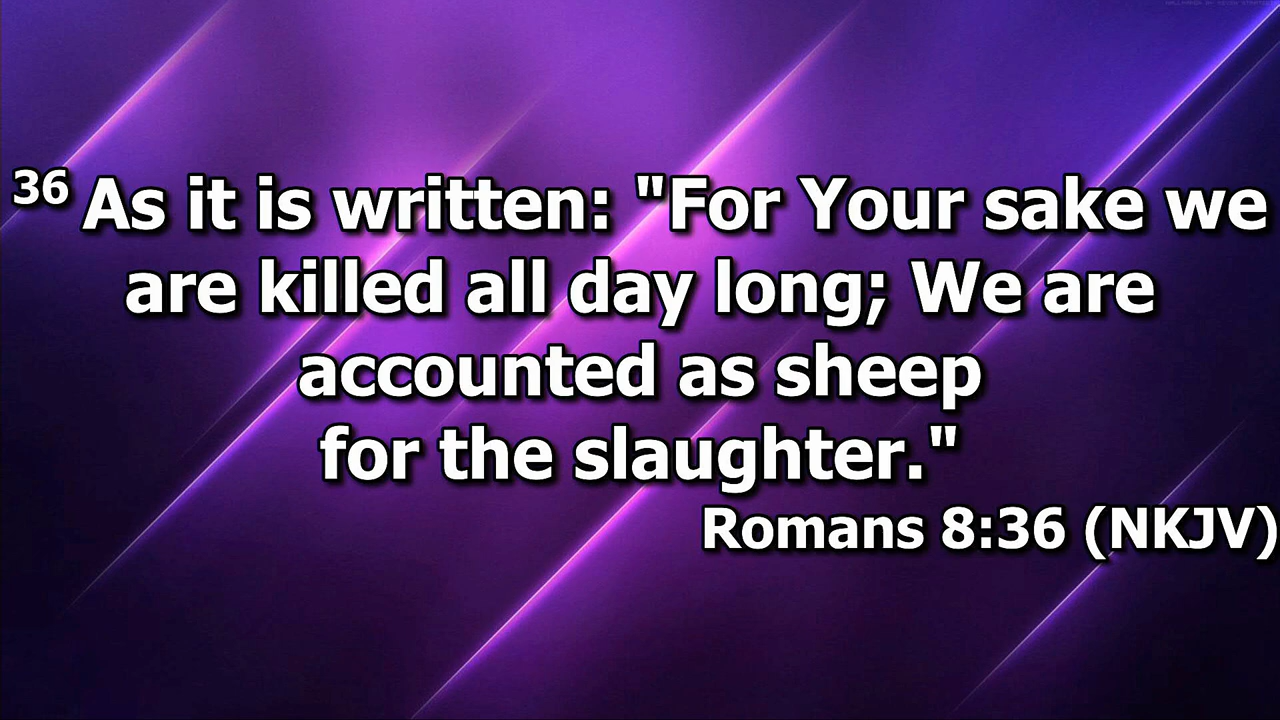 36 As it is written: "For Your sake we
are killed all day long; We are
accounted as sheep
for the slaughter."
Romans 8:36 (NKJV)